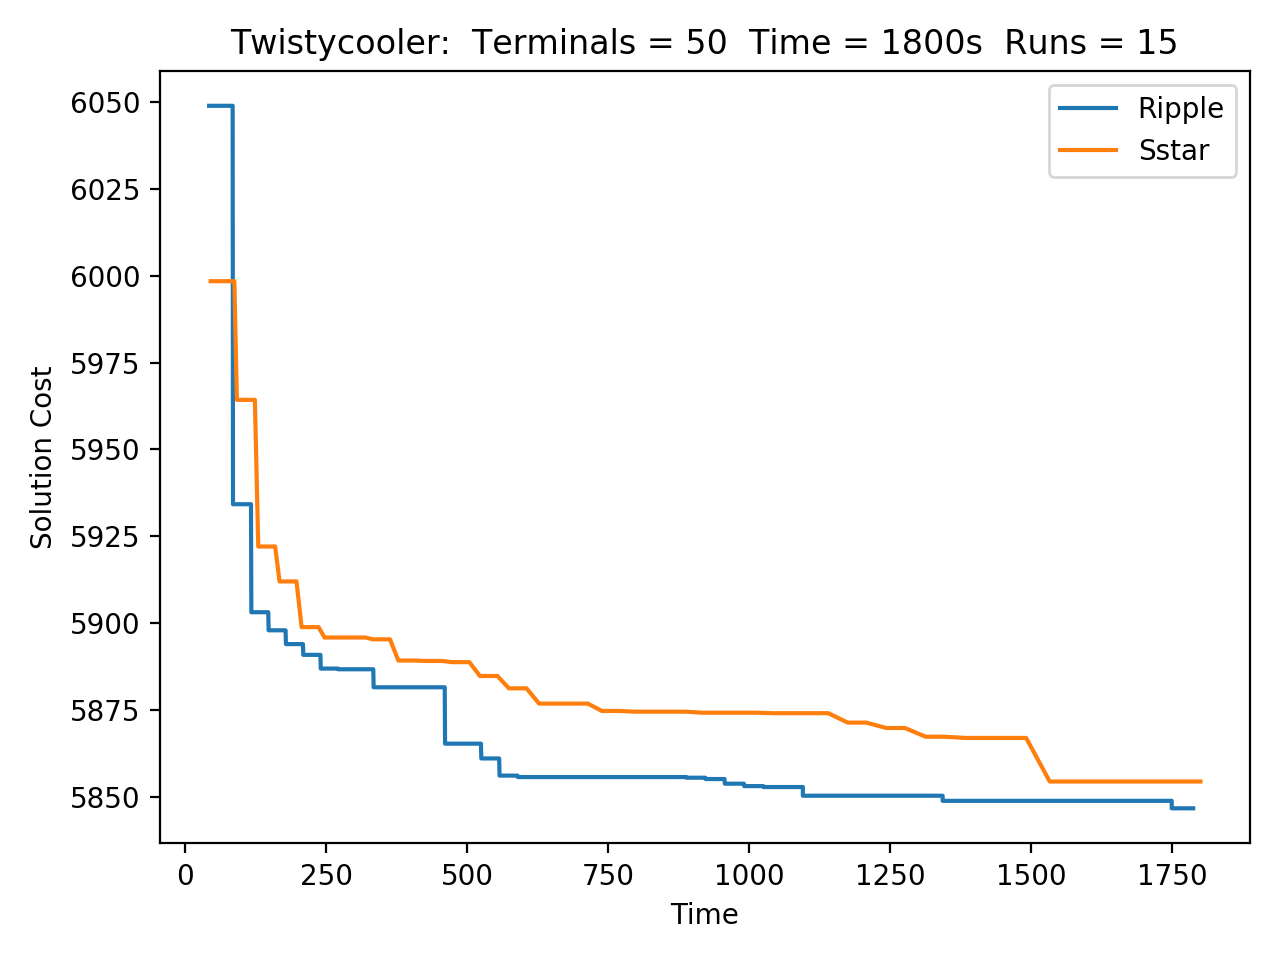 Twistycooler:  Terminals = 50  Time = 1800s  Runs = 15
Ripple
Sstar
Solution Cost
6050
6025
6000
5975
5950
5925
5900
5875
5850
0 250 500 750 1000 1250 1500 1750
Time